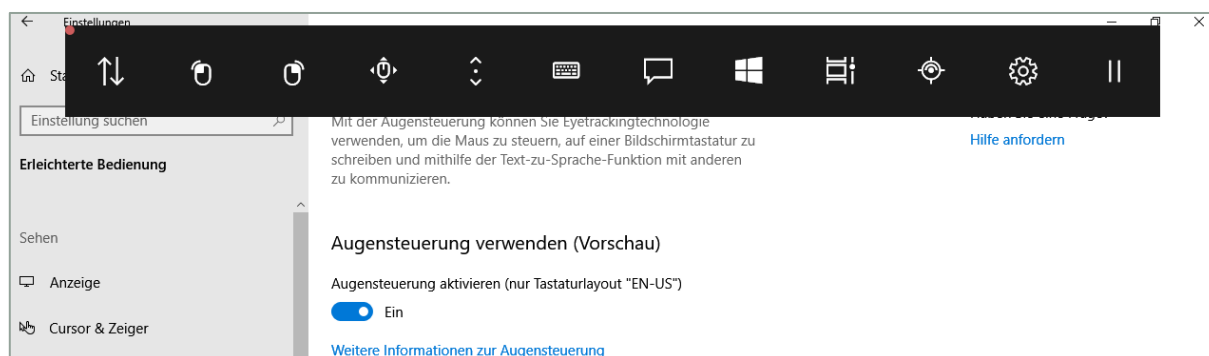 Einstellungen
Einstellung suchen
Erleichterte Bedienung
Sehen
Anzeige
Cursor & Zeiger
Mit der Augensteuerung können Sie Eyetrackingtechnologie
verwenden, um die Maus zu steuern, auf einer Bildschirmtastatur zu
schreiben und mithilfe der Text-zu-Sprache-Funktion mit anderen
zu kommunizieren.
Augensteuerung verwenden (Vorschau)
Augensteuerung aktivieren (nur Tastaturlayout "EN-US")
Ein
Weitere Informationen zur Augensteuerung
Hilfe anfordern